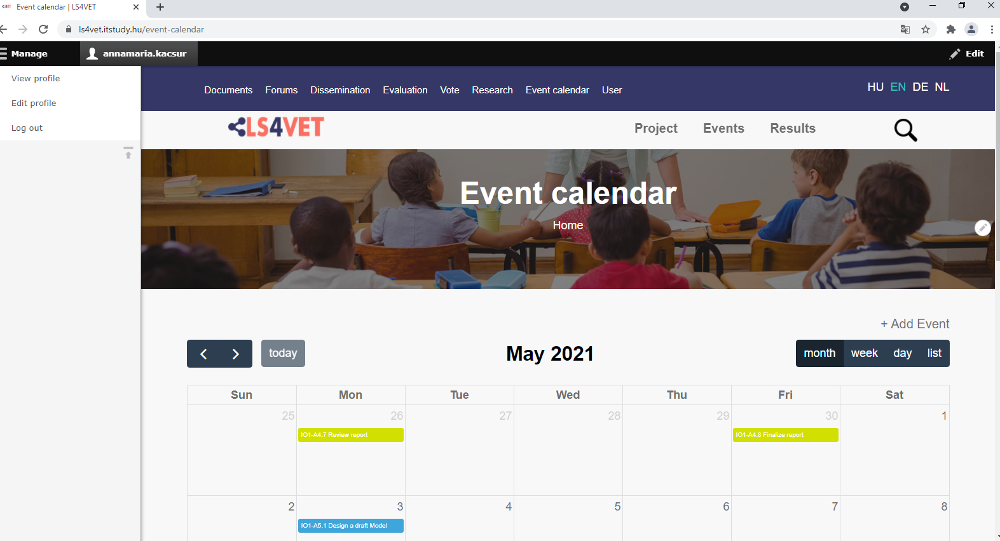 Event calendar | LS4VET
ls4vet.itstudy.hu/event-calendar
Manage
annamaria.kacsur
Edit
View profile
Edit profile
Log out
Documents Forums Dissemination Evaluation Vote Research Event calendar User
HU EN DE NL
LS4VET
Project Events Results
Event calendar
Home
+ Add Event
today
May 2021
month week day list
Sun Mon Tue Wed Thu Fri Sat
25 26 27 28 29 30 1
IO1-A4.7 Review report
IO1-A4.8 Finalize report
2 3 4 5 6 7 8
IO1-A5.1 Design a draft Model